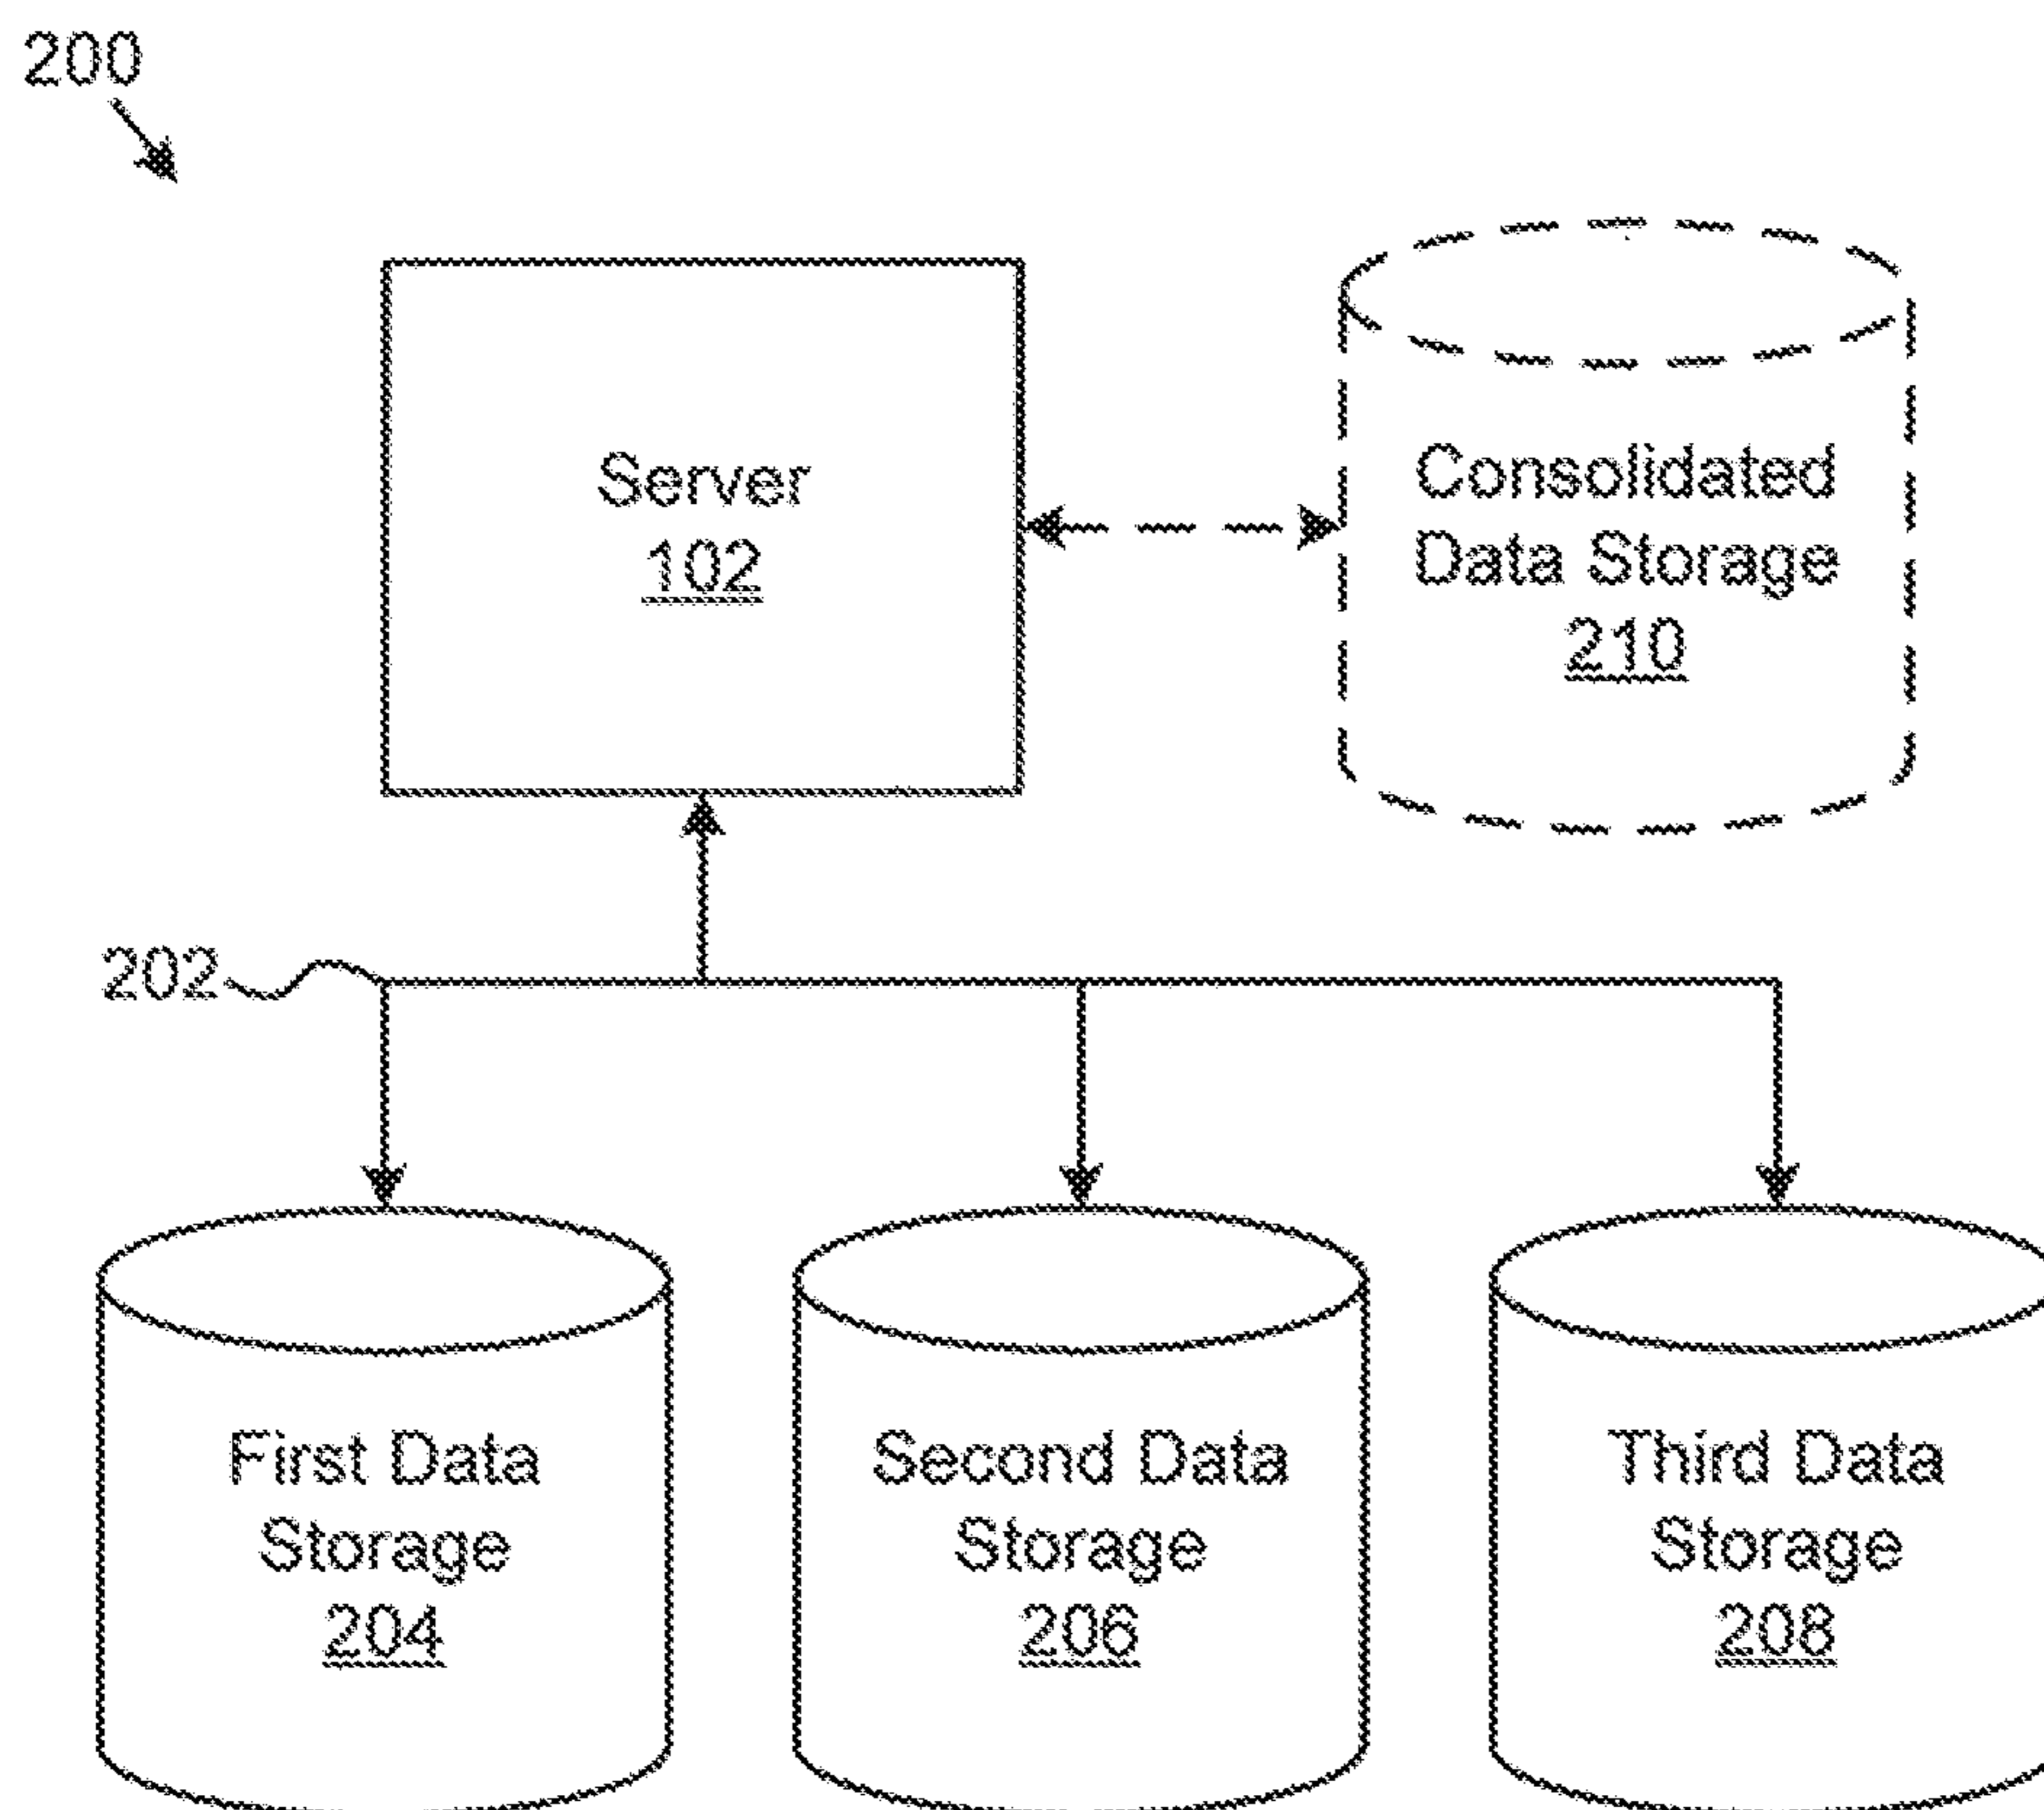 200
Server
102
Consolidated
Data Storage
210
202
First Data
Storage
204
Second Data
Storage
206
Third Data
Storage
208